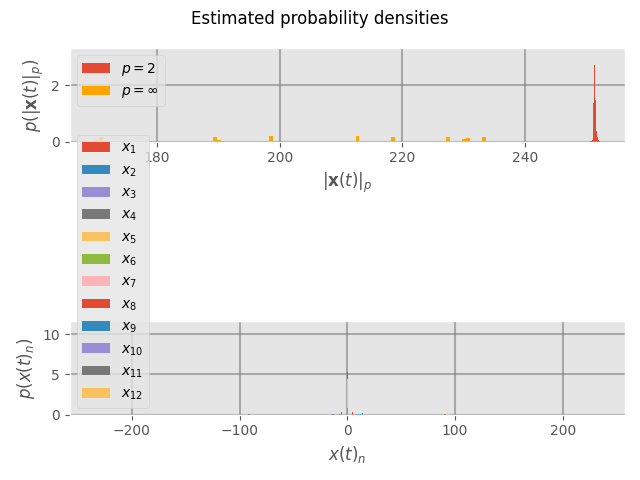 Estimated probability densities
p(|x(t)|ₚ)
2
0
p = 2
p = ∞
180 200 220 240
|x(t)|ₚ
x₁
x₂
x₃
x₄
x₅
x₆
x₇
x₈
x₉
x₁₀
x₁₁
x₁₂
p(x(t)ₙ)
10
5
0
−200 −100 0 100 200
x(t)ₙ